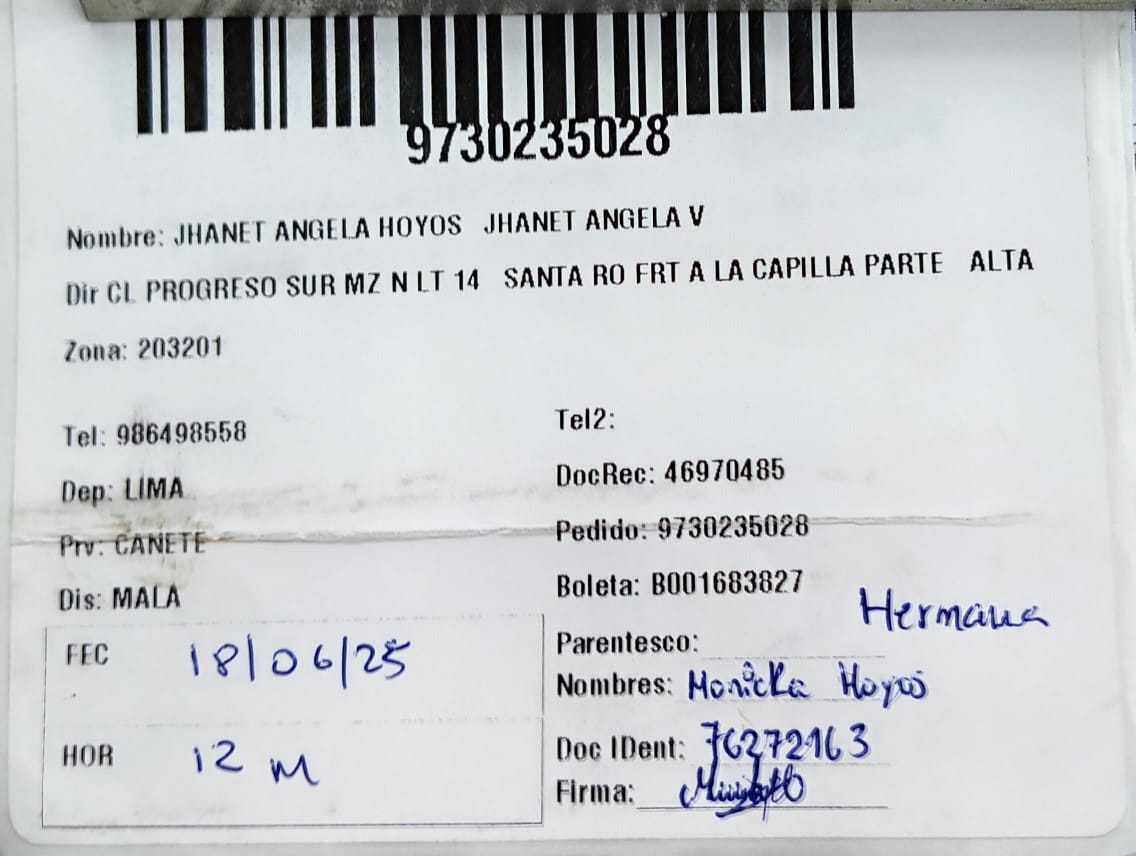 9730235028
Nombre: JHANET ANGELA HOYOS JHANET ANGELA V
Dir CL PROGRESO SUR MZ N LT 14 SANTA RO FRT A LA CAPILLA PARTE ALTA
Zona: 203201
Tel: 986498558
Dep: LIMA
Prv: CANETE
Dis: MALA
Tel2:
DocRec: 46970485
Pedido: 9730235028
Boleta: B001683827
FEC 18/06/25
HOR 12 m
Parentesco: Hermana
Nombres: Monicka Hoyos
Doc IDent: 76272163
Firma: